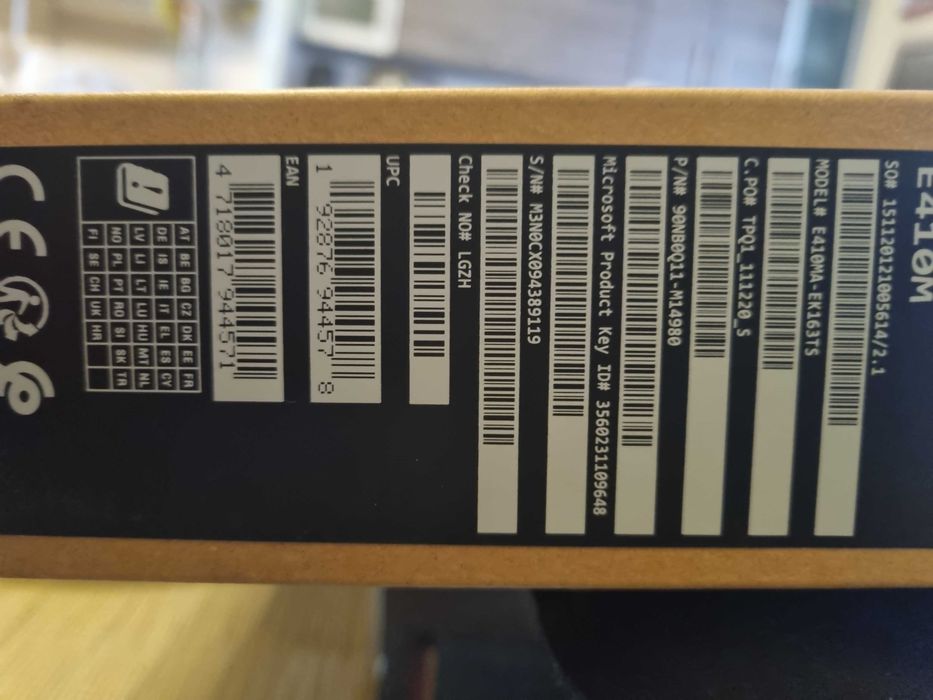 E410M
SO# 1511201210056​14/2.1
MODEL# E410MA-EK163TS
C.PO# TPQ1_111220_S
P/N# 90NB0Q11-M14980
Microsoft Product Key ID# 3560231109648
S/N# M3N0CX094389119
Check NO# LGZH
UPC
1 92876 94457 8
EAN
4 718017 944571
AT BE BG CZ DK EE FR
DE IS IE IT EL ES CY
LV LI LT LU HU MT NL
NO PL PT RO SI SK TR
FI SE CH UK HR
CE